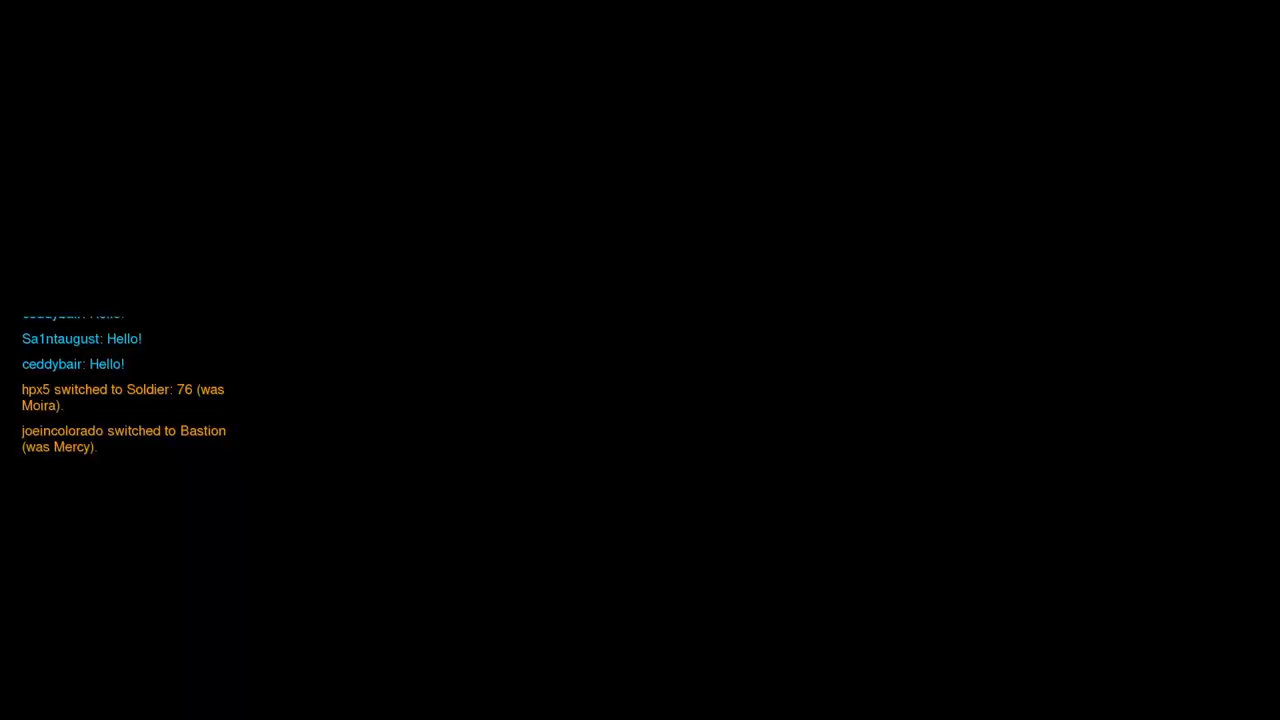 Sa1ntaugust: Hello!
ceddybair: Hello!
hpx5 switched to Soldier: 76 (was
Moira).
joeincolorado switched to Bastion
(was Mercy).